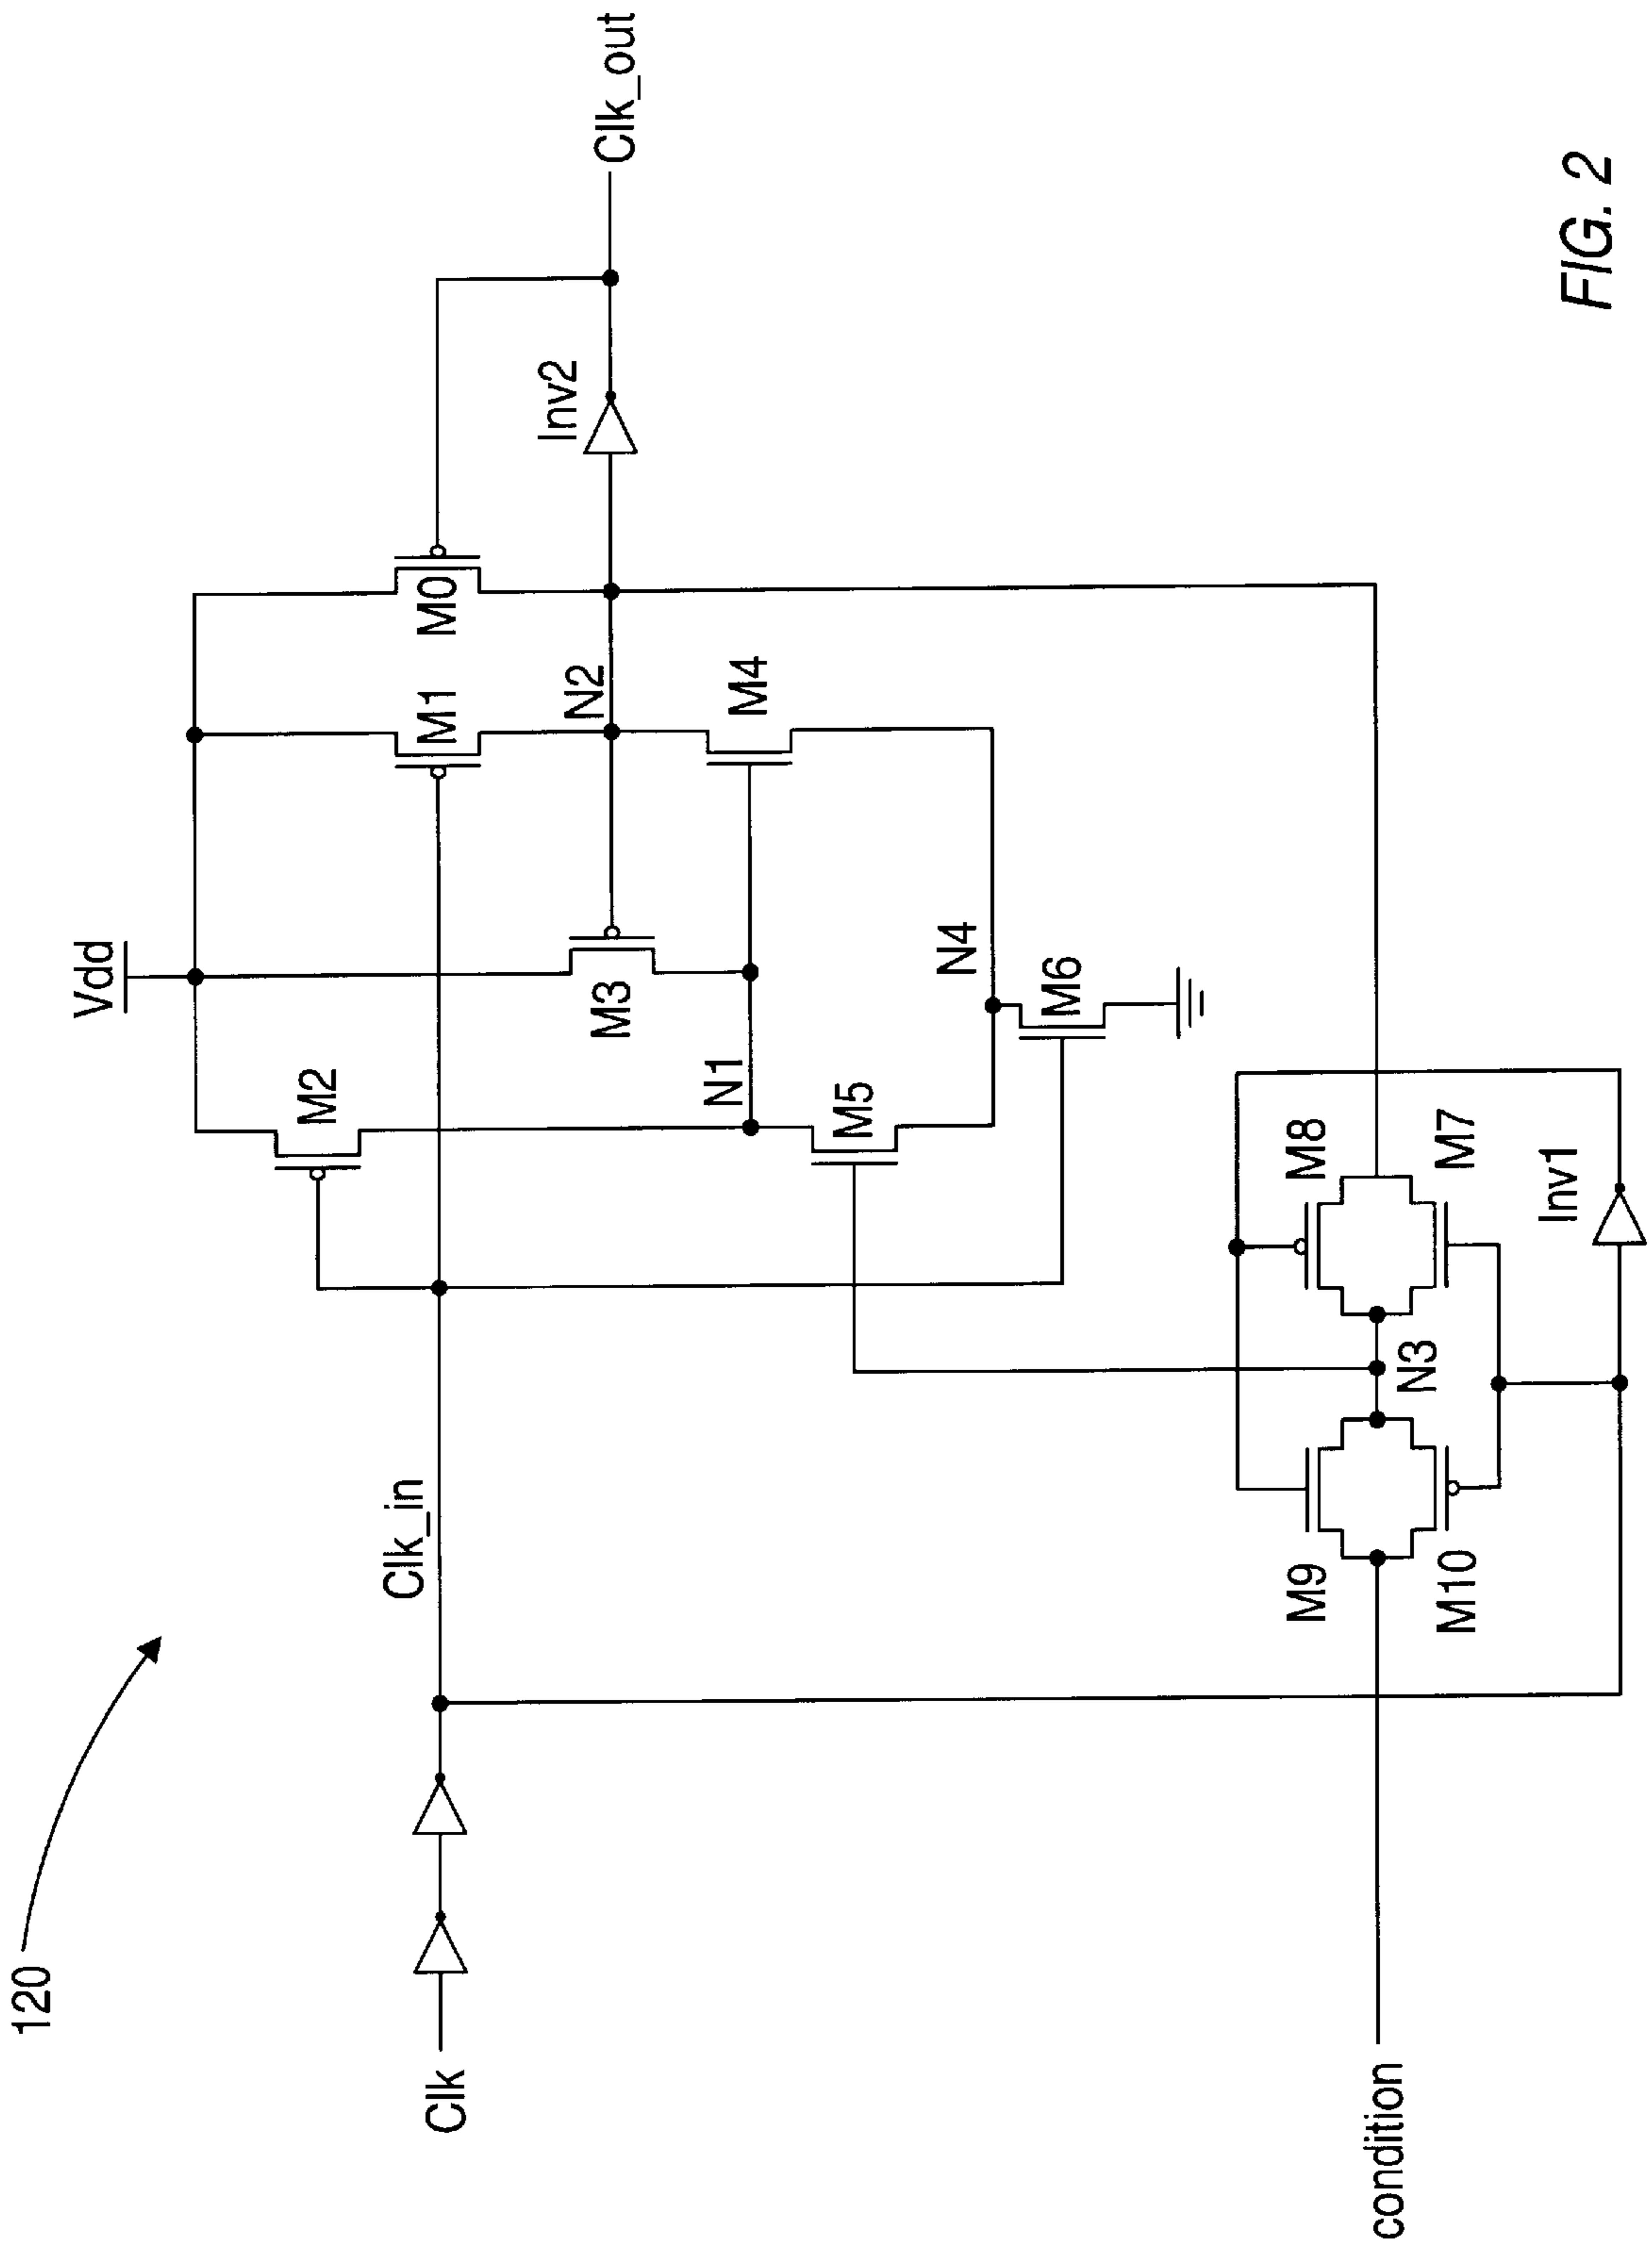 120
Vdd
M2
M1
M0
Clk_in
M3
N2
Inv2
Clk_out
Clk
N1
M4
M5
N4
M6
M9
M8
condition
N3
M10
M7
Inv1
FIG. 2